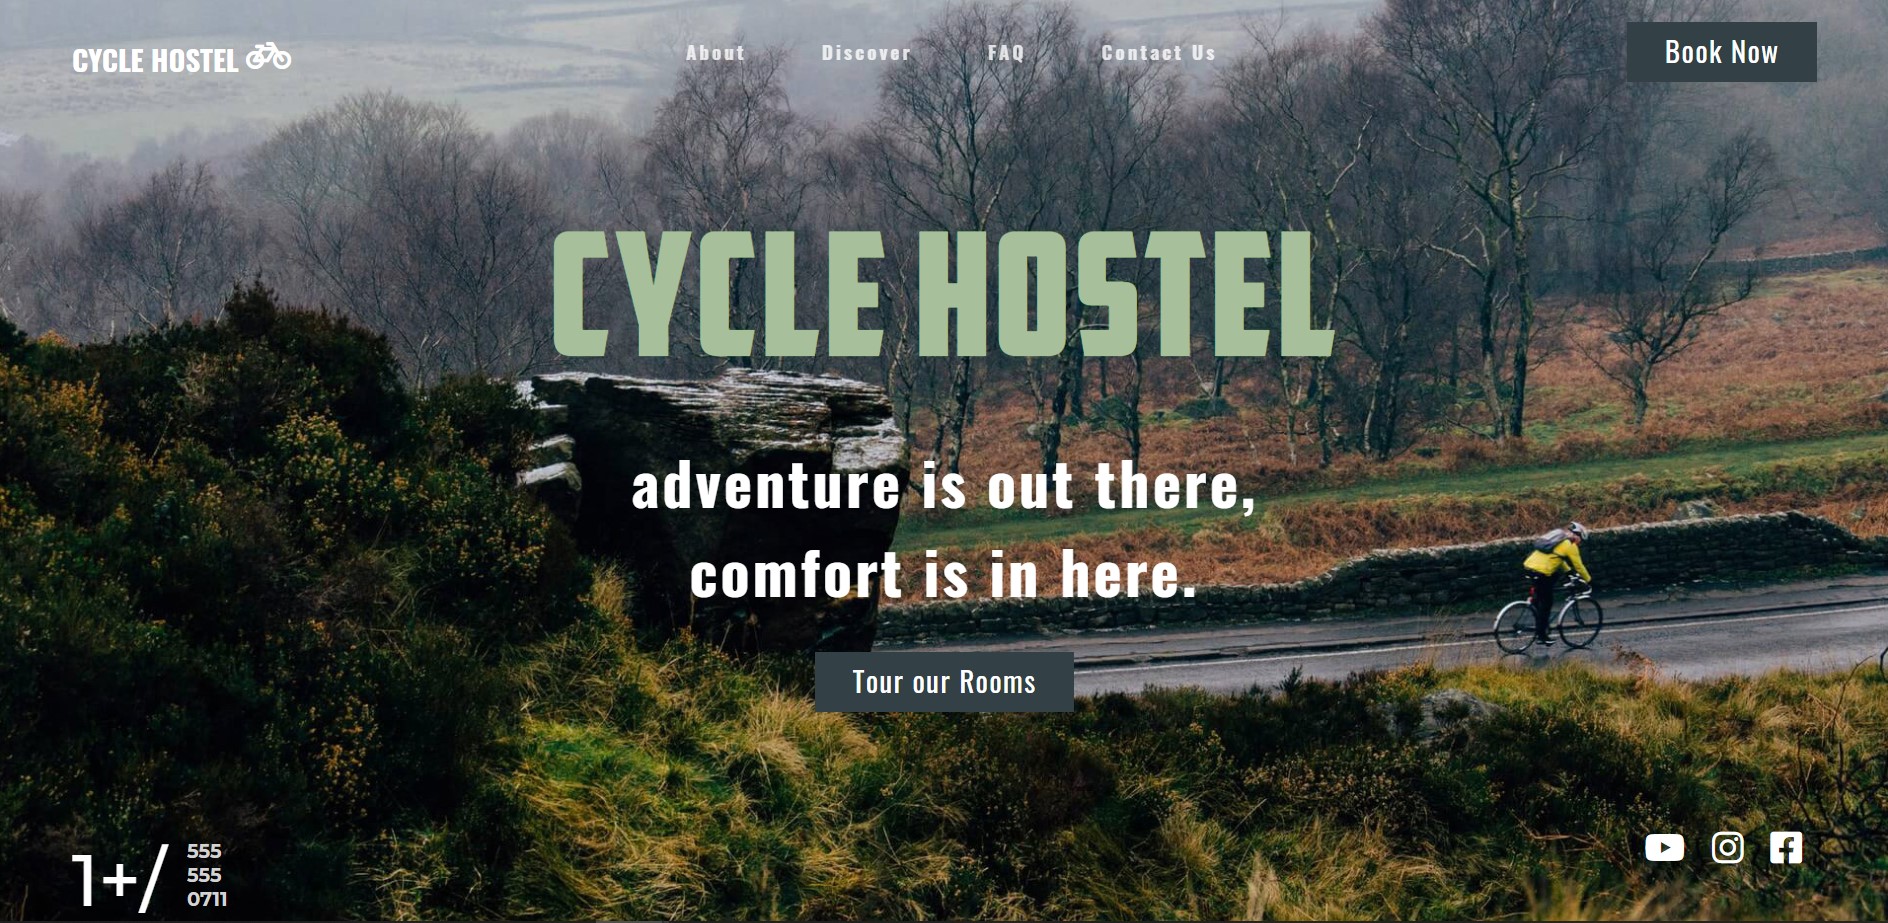 CYCLE HOSTEL
About
Discover
FAQ
Contact Us
Book Now
CYCLE HOSTEL
adventure is out there,
comfort is in here.
Tour our Rooms
1+/
555
555
0711